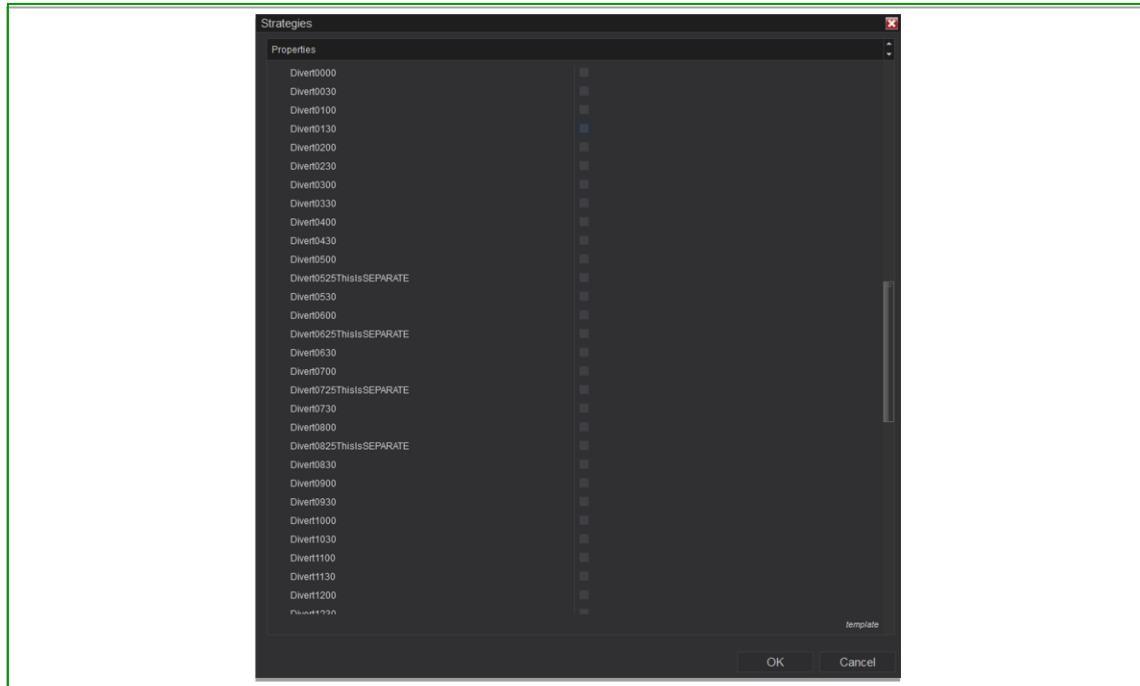 Strategies
Properties
Divert0000
Divert0030
Divert0100
Divert0130
Divert0200
Divert0230
Divert0300
Divert0330
Divert0400
Divert0430
Divert0500
Divert0525ThisIsSEPARATE
Divert0530
Divert0600
Divert0625ThisIsSEPARATE
Divert0630
Divert0700
Divert0725ThisIsSEPARATE
Divert0730
Divert0800
Divert0825ThisIsSEPARATE
Divert0830
Divert0900
Divert0930
Divert1000
Divert1030
Divert1100
Divert1130
Divert1200
Divert1230
template
OK Cancel